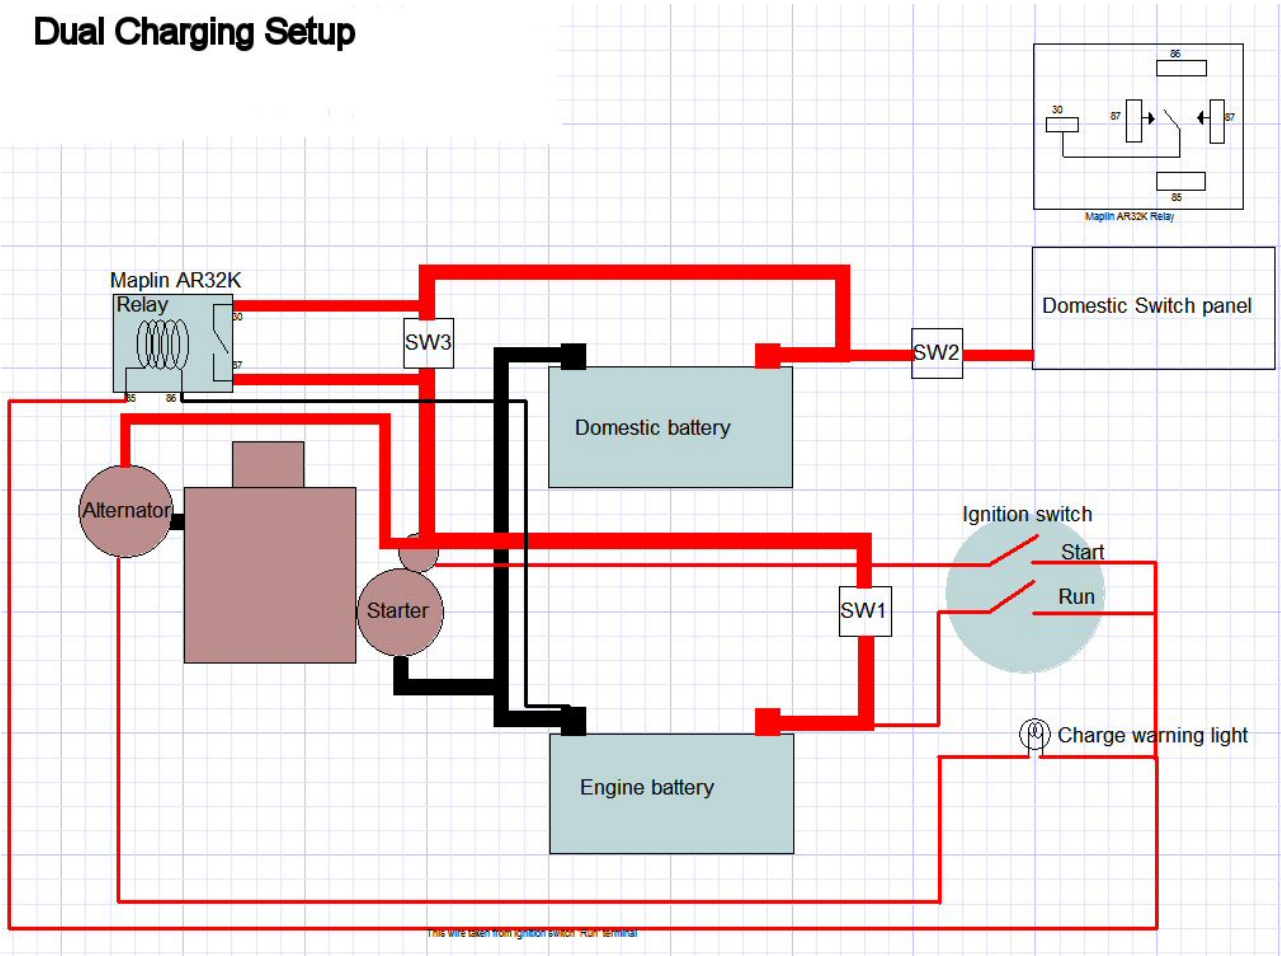 Dual Charging Setup
86
30
87
87
85
Maplin AR32K Relay
Maplin AR32K
Relay
30
87
85
86
SW3
SW2
Domestic Switch panel
Domestic battery
Alternator
Ignition switch
Start
Run
Starter
SW1
Charge warning light
Engine battery
This wire taken from ignition switch 'Run' terminal